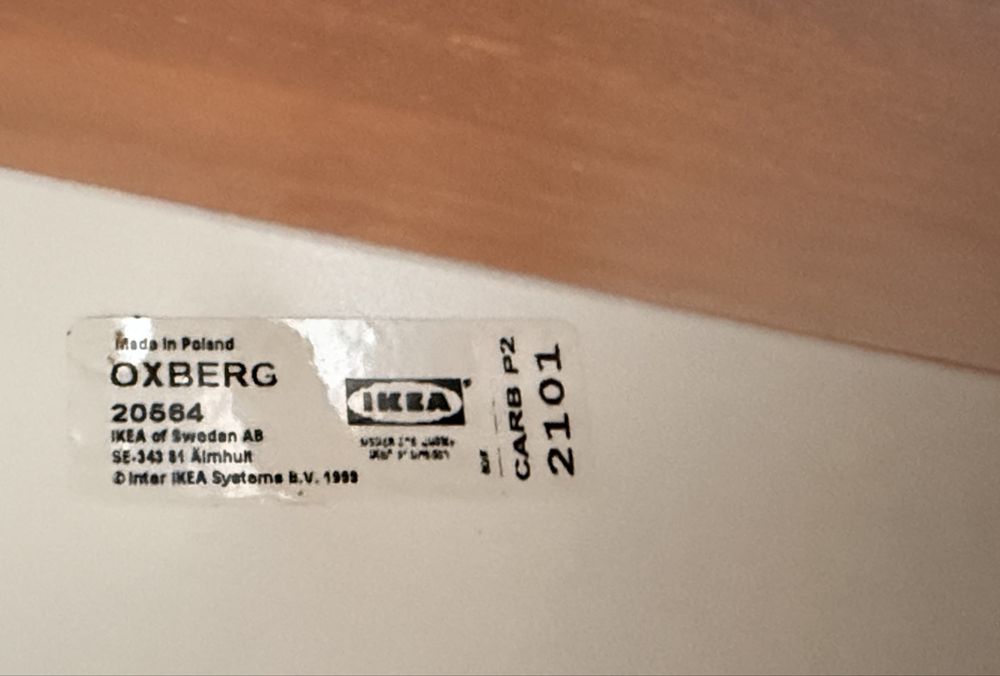 Made in Poland
OXBERG
20564
IKEA of Sweden AB
SE-343 81 Älmhult
© Inter IKEA Systems B.V. 1999
IKEA
CARB P2
2101